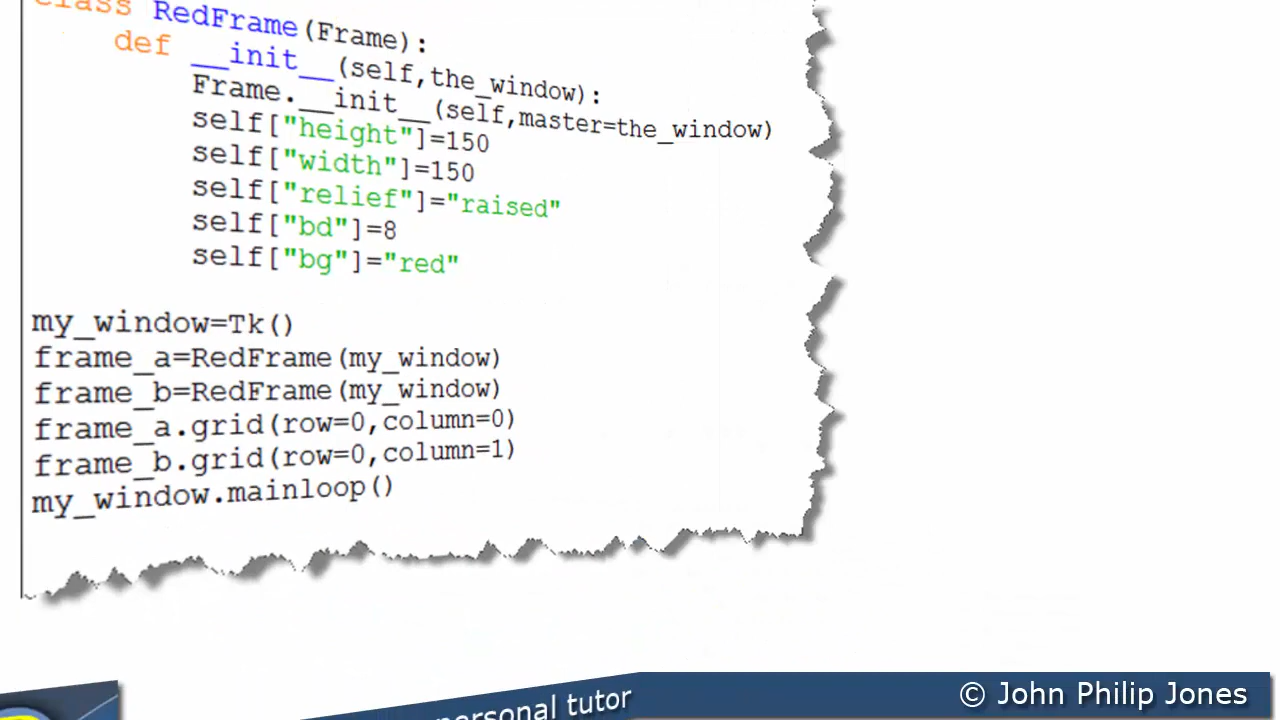 class RedFrame(Frame):
def __init__(self,the_window):
Frame.__init__(self,master=the_window)
self["height"]=150
self["width"]=150
self["relief"]="raised"
self["bd"]=8
self["bg"]="red"
my_window=Tk()
frame_a=RedFrame(my_window)
frame_b=RedFrame(my_window)
frame_a.grid(row=0,column=0)
frame_b.grid(row=0,column=1)
my_window.mainloop()
personal tutor
© John Philip Jones